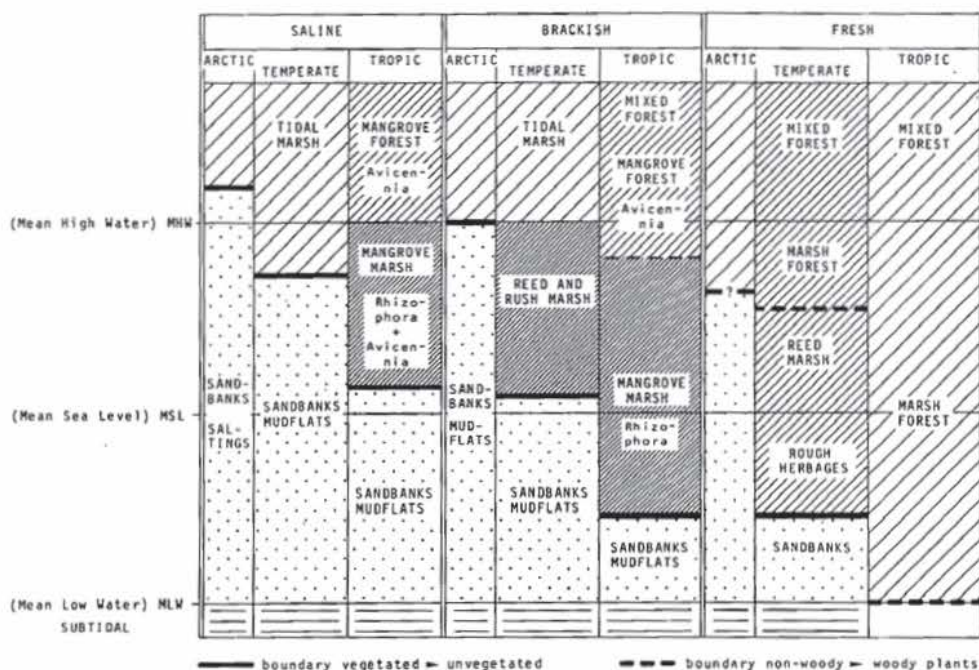 SALINE BRACKISH FRESH
ARCTIC TEMPERATE TROPIC ARCTIC TEMPERATE TROPIC ARCTIC TEMPERATE TROPIC
TIDAL
MARSH
MANGROVE
FOREST
Avicen-
nia
TIDAL
MARSH
MIXED
FOREST
MANGROVE
FOREST
Avicen-
nia
MIXED
FOREST
MIXED
FOREST
(Mean High Water) MHW
MANGROVE
MARSH
Rhizo-
phora
+
Avicen-
nia
REED AND
RUSH MARSH
MARSH
FOREST
?
REED
MARSH
SAND-
BANKS
SAL-
TINGS
SANDBANKS
MUDFLATS
SAND-
BANKS
MUD-
FLATS
MANGROVE
MARSH
Rhizo-
phora
MARSH
FOREST
(Mean Sea Level) MSL
ROUGH
HERBAGES
SANDBANKS
MUDFLATS
SANDBANKS
MUDFLATS
SANDBANKS
MUDFLATS
SANDBANKS
(Mean Low Water) MLW
SUBTIDAL
boundary vegetated ► unvegetated
boundary non-woody ► woody plants